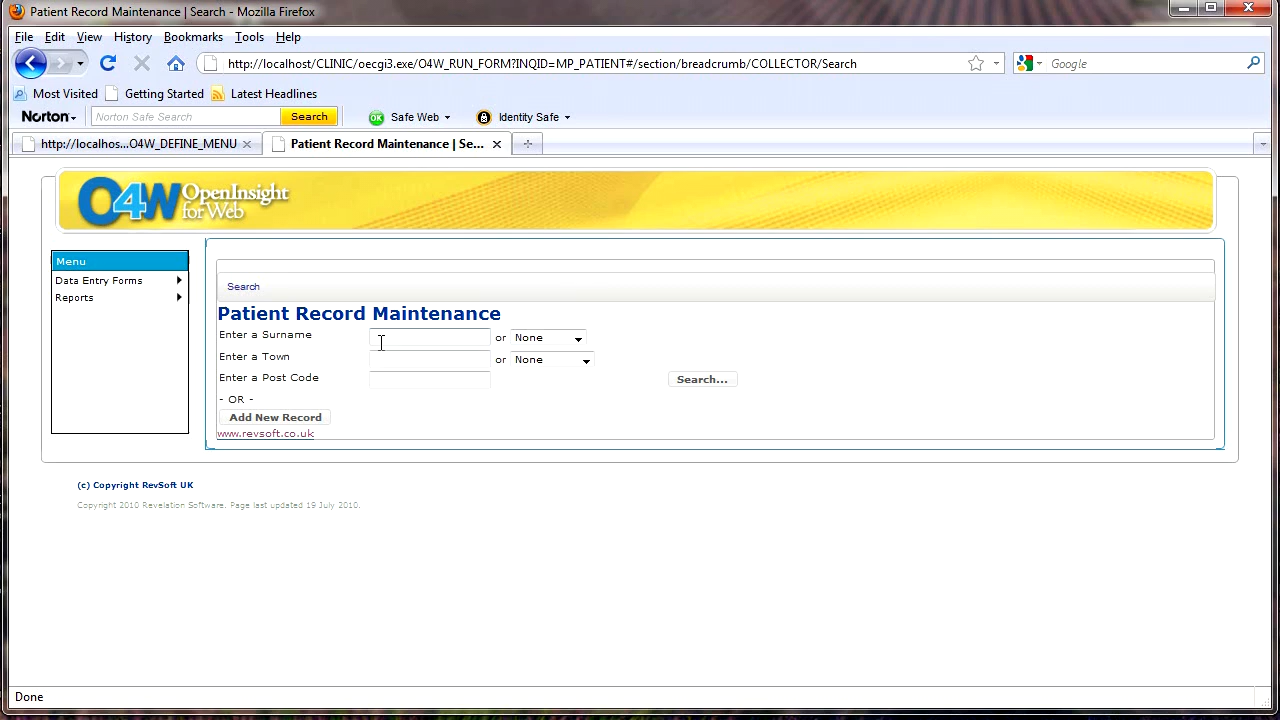 Patient Record Maintenance | Search - Mozilla Firefox
File Edit View History Bookmarks Tools Help
http://localhost/CLINIC/oecgi3.exe/O4W_RUN_FORM?INQID=MP_PATIENT#/section/breadcrumb/COLLECTOR/Search
Google
Most Visited Getting Started Latest Headlines
Norton Norton Safe Search Search OK Safe Web Identity Safe
http://localhos...O4W_DEFINE_MENU Patient Record Maintenance | Se...
O4W OpenInsight
for Web
Menu
Data Entry Forms
Reports
Search
Patient Record Maintenance
Enter a Surname or None
Enter a Town or None
Enter a Post Code Search...
- OR -
Add New Record
www.revsoft.co.uk
(c) Copyright RevSoft UK
Copyright 2010 Revelation Software. Page last updated 19 July 2010.
Done